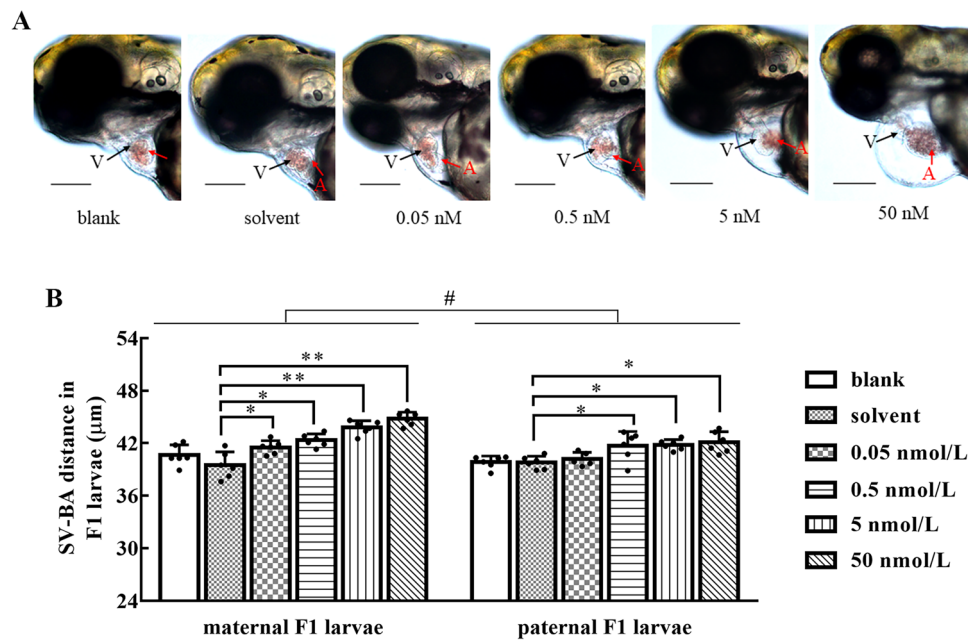 A
V
V A
V A
V A
V A
V A
blank solvent 0.05 nM 0.5 nM 5 nM 50 nM
B
#
54
48
42
36
30
24
SV-BA distance in
F1 larvae (μm)
**
**
*
*
*
*
*
maternal F1 larvae paternal F1 larvae
blank
solvent
0.05 nmol/L
0.5 nmol/L
5 nmol/L
50 nmol/L